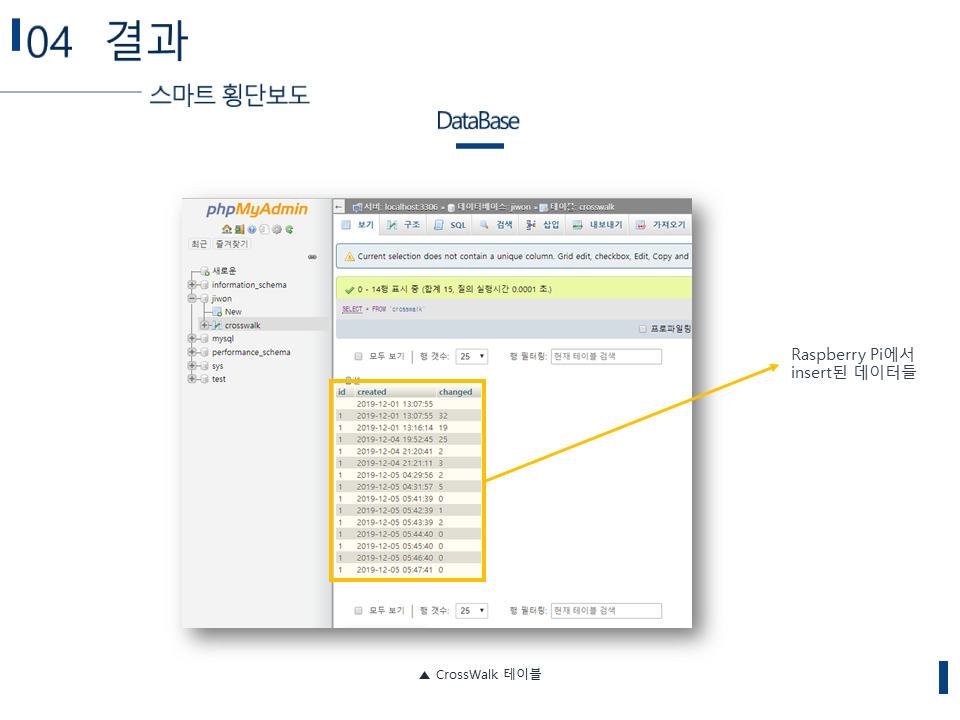 04 결과
스마트 횡단보도
DataBase
phpMyAdmin
최근 즐겨찾기
새로운
information_schema
jiwon
New
crosswalk
mysql
performance_schema
sys
test
서버: localhost:3306 » 데이터베이스: jiwon » 테이블: crosswalk
보기 구조 SQL 검색 삽입 내보내기 가져오기
Current selection does not contain a unique column. Grid edit, checkbox, Edit, Copy and
0 - 14행 표시 중 (합계 15, 질의 실행시간 0.0001 초.)
SELECT * FROM `crosswalk`
프로파일링
모두 보기 행 갯수: 25 행 필터링: 현재 테이블 검색
id created changed
2019-12-01 13:07:55
1 2019-12-01 13:07:55 32
1 2019-12-01 13:16:14 19
1 2019-12-04 19:52:45 25
1 2019-12-04 21:20:41 2
1 2019-12-04 21:21:11 3
1 2019-12-05 04:29:56 2
1 2019-12-05 04:31:57 5
1 2019-12-05 05:41:39 0
1 2019-12-05 05:42:39 1
1 2019-12-05 05:43:39 2
1 2019-12-05 05:44:40 0
1 2019-12-05 05:45:40 0
1 2019-12-05 05:46:40 0
1 2019-12-05 05:47:41 0
모두 보기 행 갯수: 25 행 필터링: 현재 테이블 검색
Raspberry Pi에서
insert된 데이터들
▲ CrossWalk 테이블